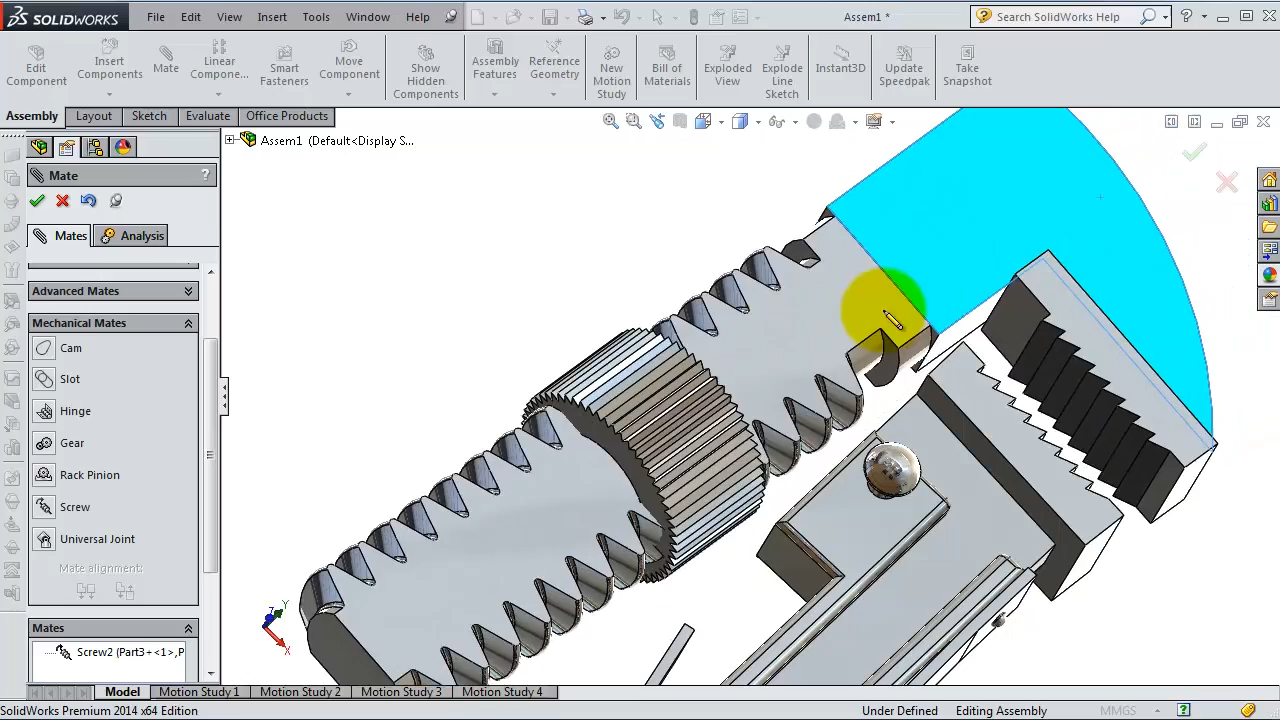 SOLIDWORKS File Edit View Insert Tools Window Help Assem1 * Search SolidWorks Help
Edit Component
Insert Components
Mate
Linear Compone...
Smart Fasteners
Move Component
Show Hidden Components
Assembly Features
Reference Geometry
New Motion Study
Bill of Materials
Exploded View
Explode Line Sketch
Instant3D
Update Speedpak
Take Snapshot
Assembly Layout Sketch Evaluate Office Products
Assem1 (Default<Display S...
Mate ?
Mates Analysis
Advanced Mates
Mechanical Mates
Cam
Slot
Hinge
Gear
Rack Pinion
Screw
Universal Joint
Mate alignment:
Mates
Screw2 (Part3+<1>,P
Z Y
X
Model Motion Study 1 Motion Study 2 Motion Study 3 Motion Study 4
SolidWorks Premium 2014 x64 Edition Under Defined Editing Assembly MMGS